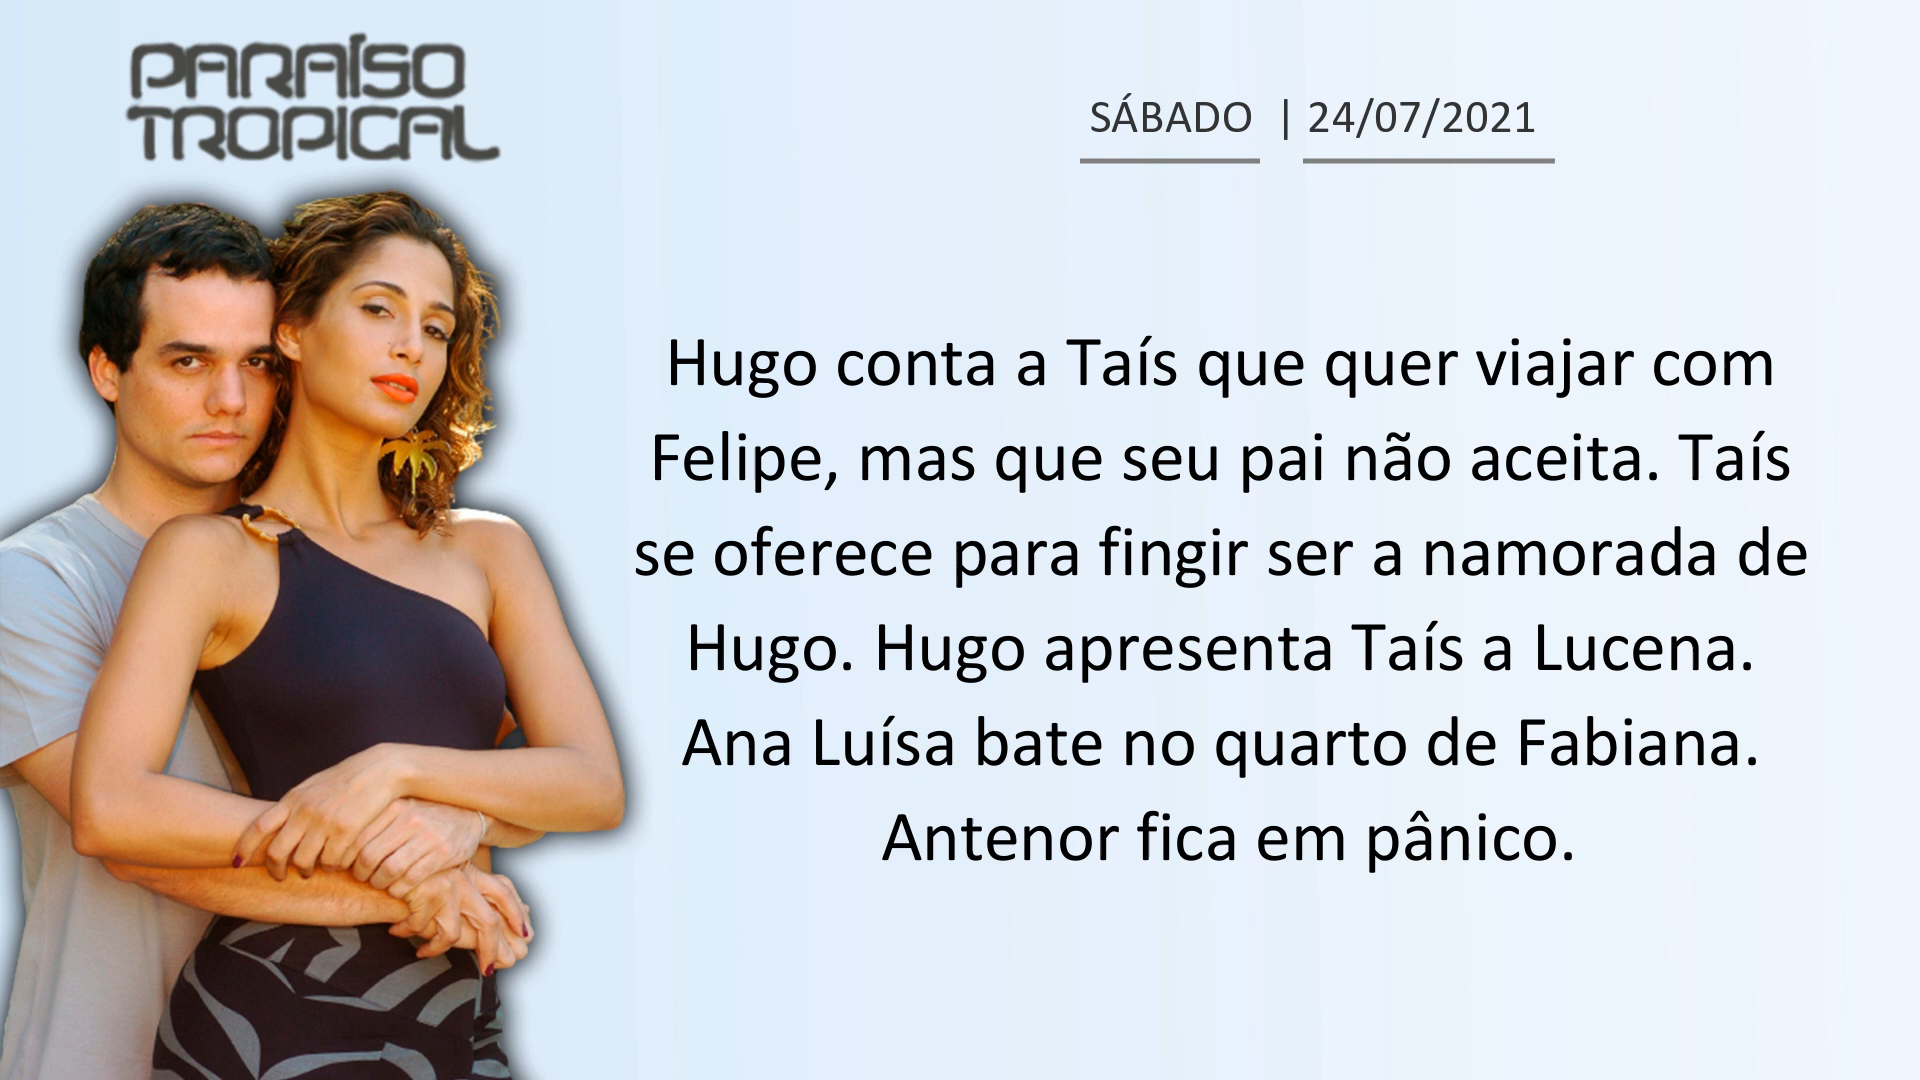 PARAÍSO
TROPICAL
SÁBADO | 24/07/2021
Hugo conta a Taís que quer viajar com
Felipe, mas que seu pai não aceita. Taís
se oferece para fingir ser a namorada de
Hugo. Hugo apresenta Taís a Lucena.
Ana Luísa bate no quarto de Fabiana.
Antenor fica em pânico.